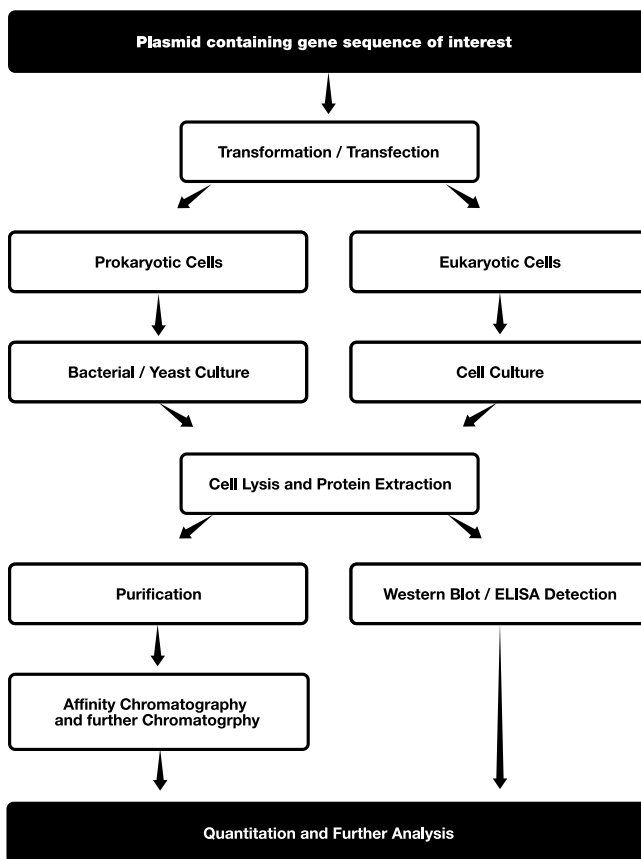 Plasmid containing gene sequence of interest
Transformation / Transfection
Prokaryotic Cells
Eukaryotic Cells
Bacterial / Yeast Culture
Cell Culture
Cell Lysis and Protein Extraction
Purification
Western Blot / ELISA Detection
Affinity Chromatography
and further Chromatogrphy
Quantitation and Further Analysis